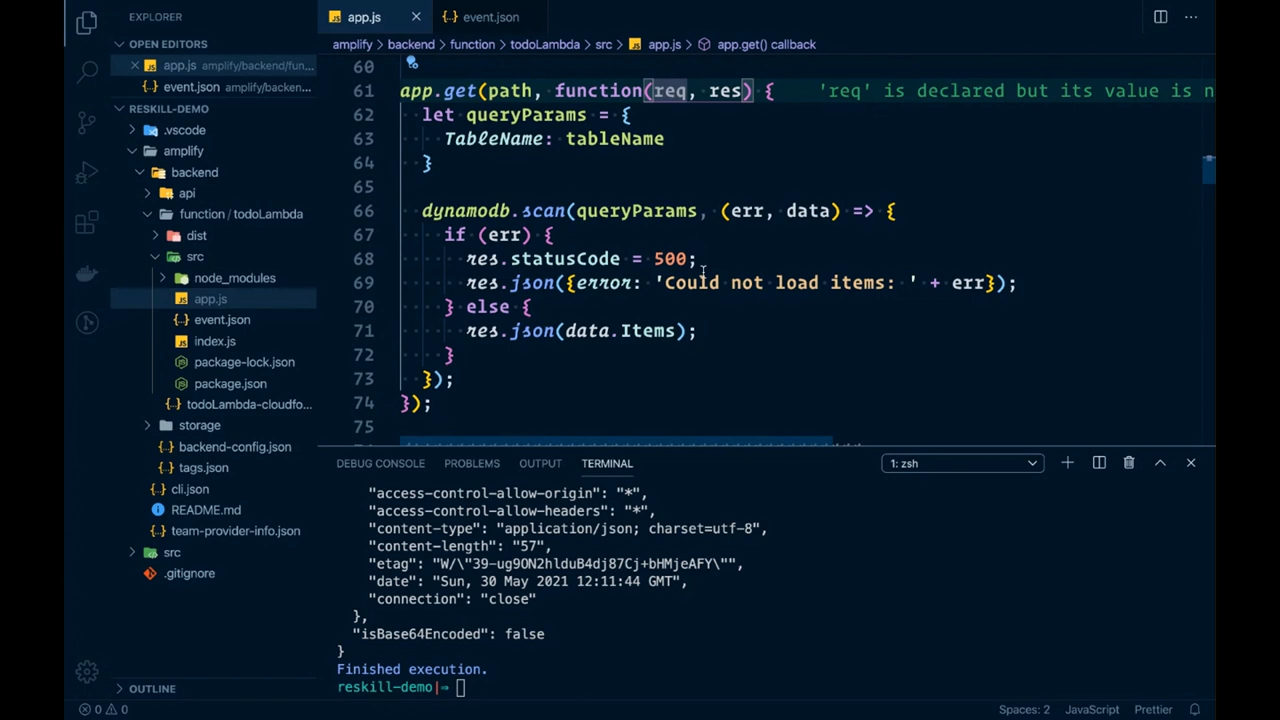 EXPLORER
OPEN EDITORS
app.js amplify/backend/fun...
event.json amplify/backen...
RESKILL-DEMO
.vscode
amplify
backend
api
function / todoLambda
dist
src
node_modules
app.js
event.json
index.js
package-lock.json
package.json
todoLambda-cloudfo...
storage
backend-config.json
tags.json
cli.json
README.md
team-provider-info.json
src
.gitignore
OUTLINE
app.js
event.json
amplify > backend > function > todoLambda > src > app.js > app.get() callback
60
61 app.get(path, function(req, res) { 'req' is declared but its value is n
62 let queryParams = {
63 TableName: tableName
64 }
65
66 dynamodb.scan(queryParams, (err, data) => {
67 if (err) {
68 res.statusCode = 500;
69 res.json({error: 'Could not load items: ' + err});
70 } else {
71 res.json(data.Items);
72 }
73 });
74 });
75
DEBUG CONSOLE PROBLEMS OUTPUT TERMINAL 1: zsh
"access-control-allow-origin": "*",
"access-control-allow-headers": "*",
"content-type": "application/json; charset=utf-8",
"content-length": "57",
"etag": "W/\"39-ug9ON2hlduB4dj87Cj+bHMjeAFY\"",
"date": "Sun, 30 May 2021 12:11:44 GMT",
"connection": "close"
},
"isBase64Encoded": false
}
Finished execution.
reskill-demo|⇒
0 0 Spaces: 2 JavaScript Prettier